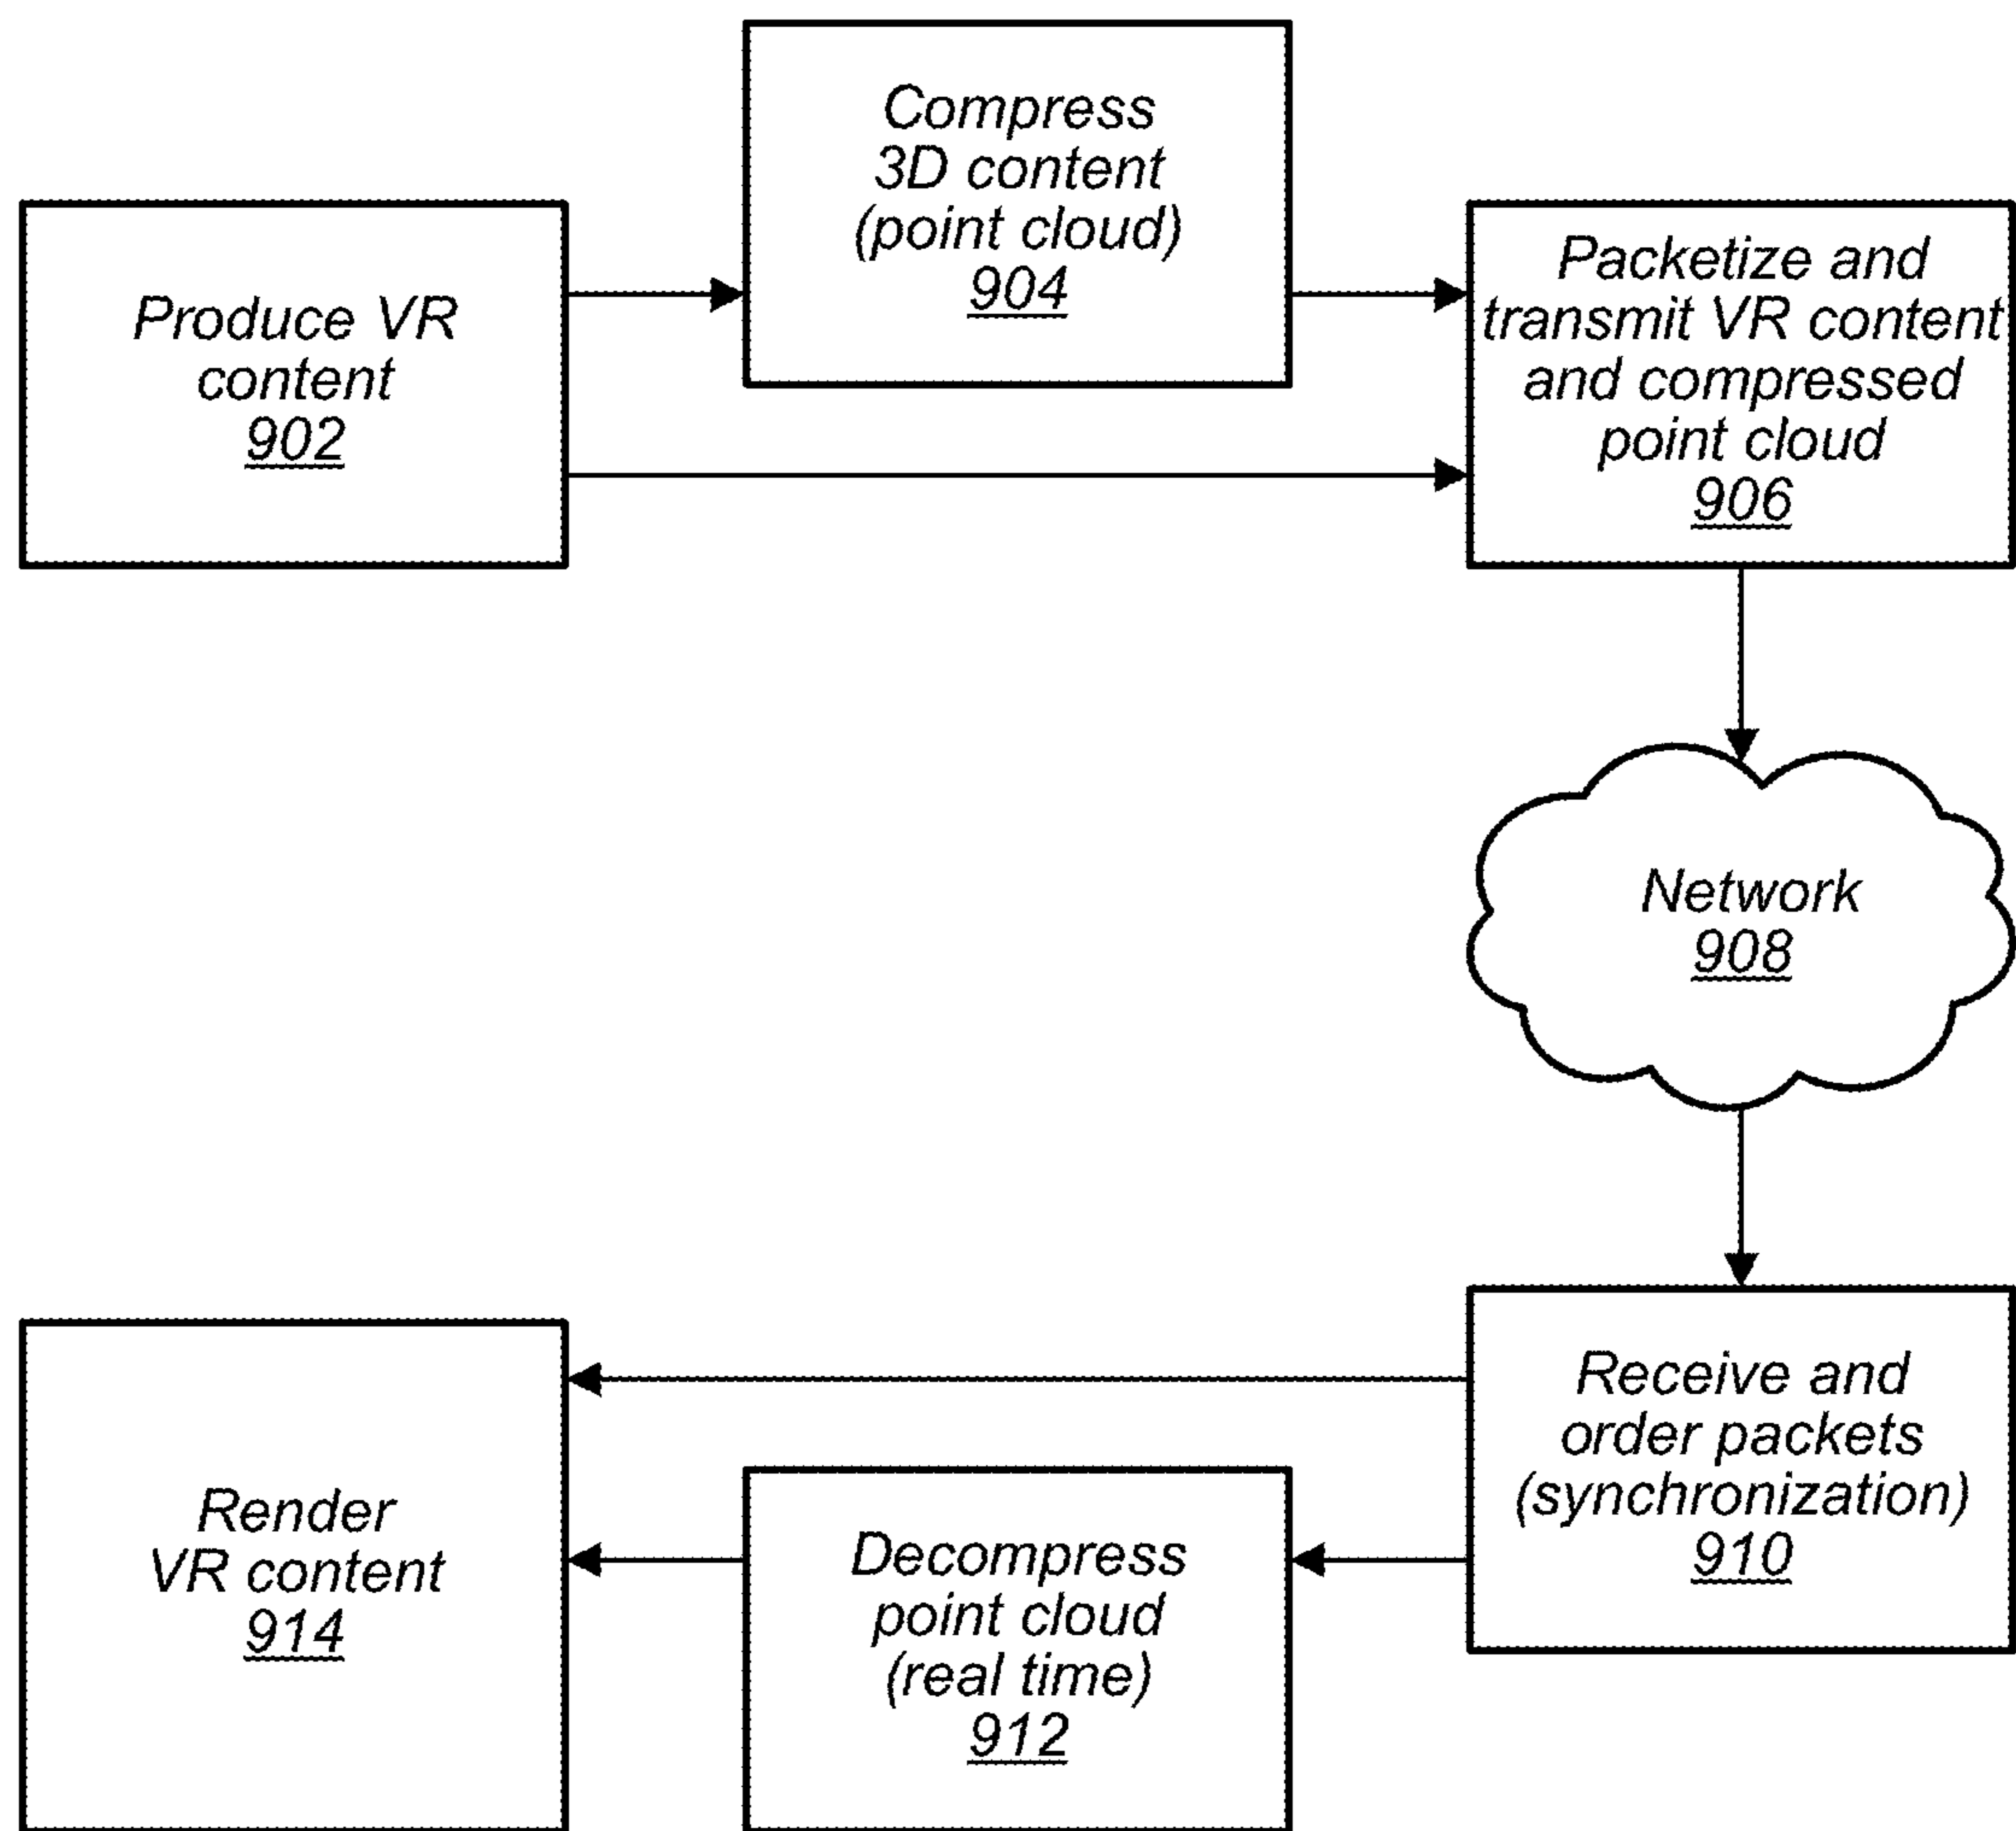 Produce VR
content
902
Compress
3D content
(point cloud)
904
Packetize and
transmit VR content
and compressed
point cloud
906
Network
908
Receive and
order packets
(synchronization)
910
Decompress
point cloud
(real time)
912
Render
VR content
914